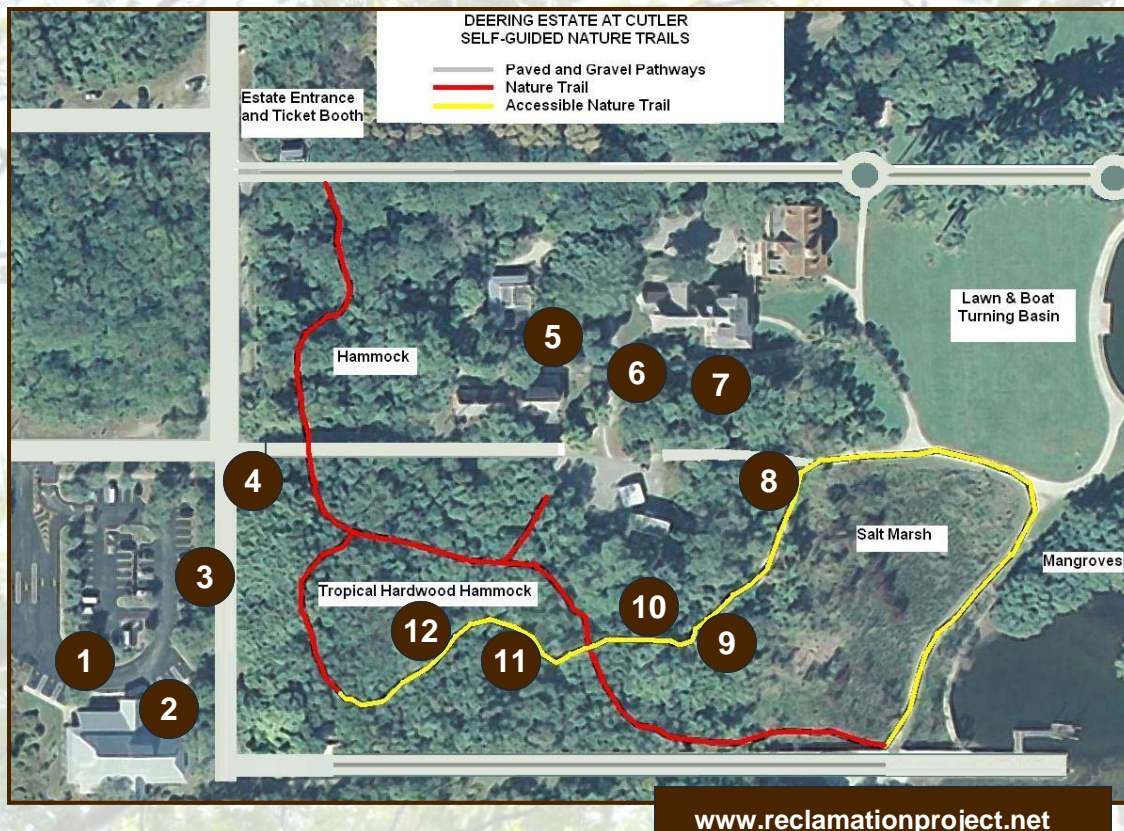 DEERING ESTATE AT CUTLER
SELF-GUIDED NATURE TRAILS
Paved and Gravel Pathways
Nature Trail
Accessible Nature Trail
Estate Entrance
and Ticket Booth
Lawn & Boat
Turning Basin
Hammock
5
6
7
4
8
Salt Marsh
Mangroves
3
Tropical Hardwood Hammock
10
12
9
11
1
2
www.reclamationproject.net